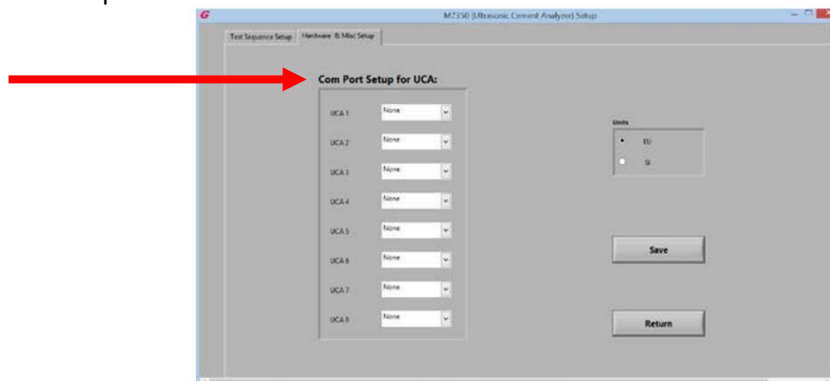 M7350 (Ultrasonic Cement Analyzer) Setup
Test Sequence Setup
Hardware & Misc Setup
Com Port Setup for UCA:
UCA 1 None
UCA 2 None
UCA 3 None
UCA 4 None
UCA 5 None
UCA 6 None
UCA 7 None
UCA 8 None
Units
EU
SI
Save
Return